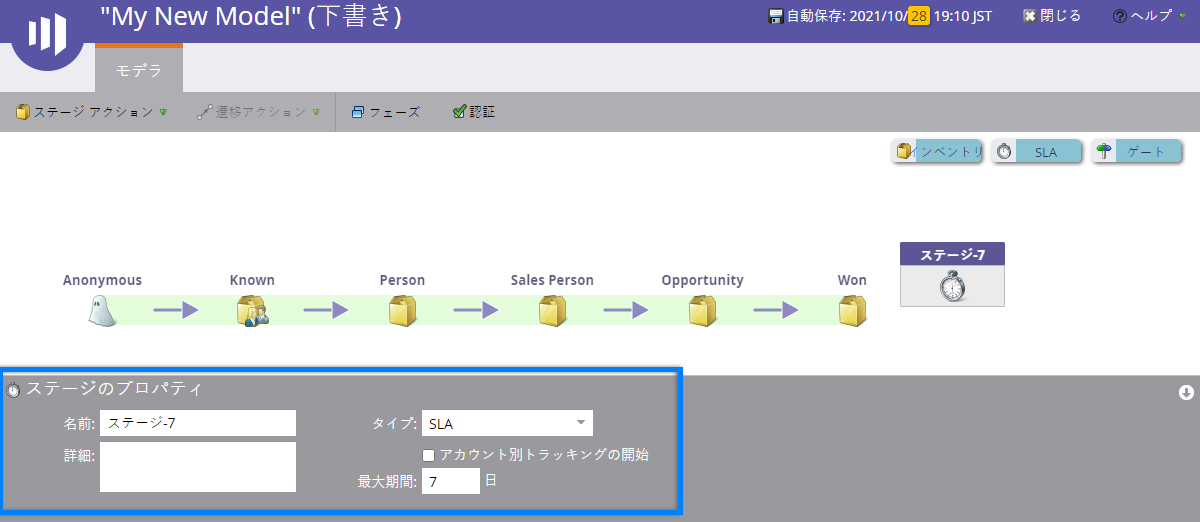 "My New Model" (下書き)
自動保存: 2021/10/28 19:10 JST
閉じる
ヘルプ
モデラ
ステージ アクション
遷移アクション
フェーズ
認証
インベントリ
SLA
ゲート
ステージ-7
Anonymous
Known
Person
Sales Person
Opportunity
Won
ステージのプロパティ
名前: ステージ-7
タイプ: SLA
詳細:
アカウント別トラッキングの開始
最大期間: 7 日